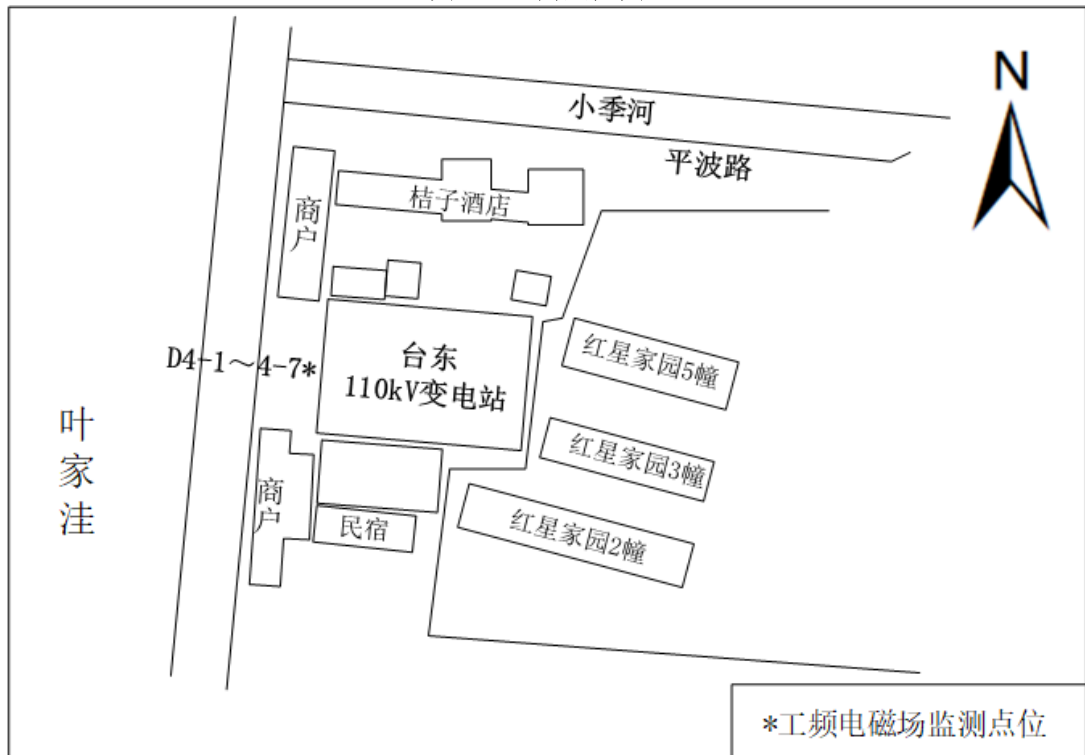 N
小季河
平波路
桔子酒店
商户
台东
110kV变电站
D4-1～4-7*
红星家园5幢
红星家园3幢
红星家园2幢
叶家洼
商户
民宿
*工频电磁场监测点位